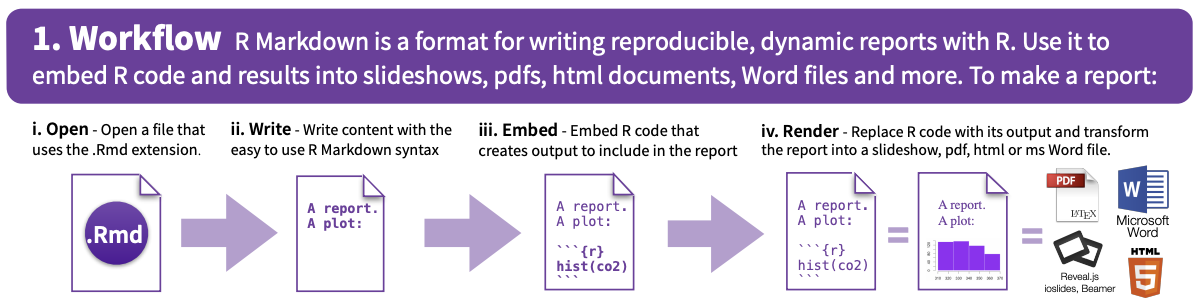 1. Workflow R Markdown is a format for writing reproducible, dynamic reports with R. Use it to
embed R code and results into slideshows, pdfs, html documents, Word files and more. To make a report:
i. Open - Open a file that
uses the .Rmd extension.
ii. Write - Write content with the
easy to use R Markdown syntax
iii. Embed - Embed R code that
creates output to include in the report
iv. Render - Replace R code with its output and transform
the report into a slideshow, pdf, html or ms Word file.
.Rmd
A report.
A plot:
A report.
A plot:
```{r}
hist(co2)
```
A report.
A plot:
```{r}
hist(co2)
```
=
A report.
A plot:
=
PDF
LATEX
W
Microsoft
Word
Reveal.js
ioslides, Beamer
HTML
5